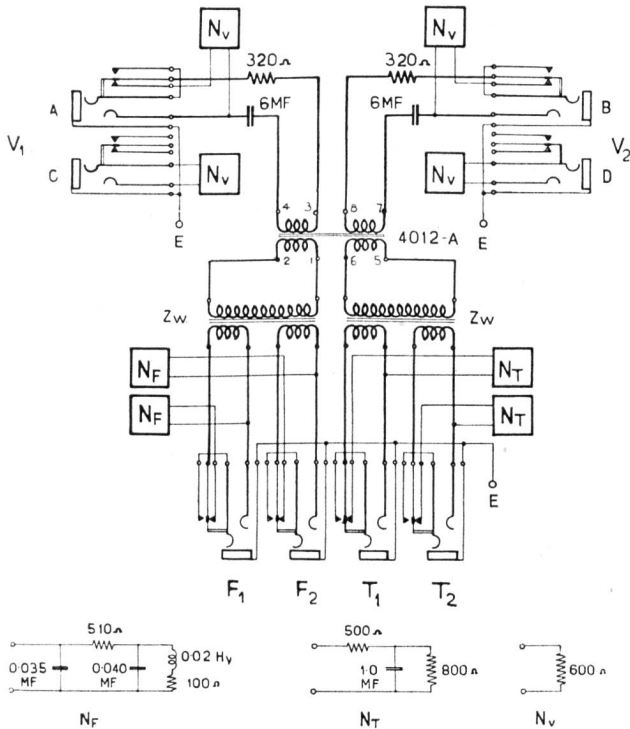 Nv Nv
320Ω 320Ω
A 6MF 6MF B
V1 V2
C Nv Nv D
4 3 8 7
E 4012-A E
2 1 6 5
Zw Zw
NF NT
NF NT
E
F1 F2 T1 T2
510Ω 500Ω
0·035 MF 0·040 MF 0·02 Hy 100Ω 1·0 MF 800Ω 600Ω
NF NT Nv